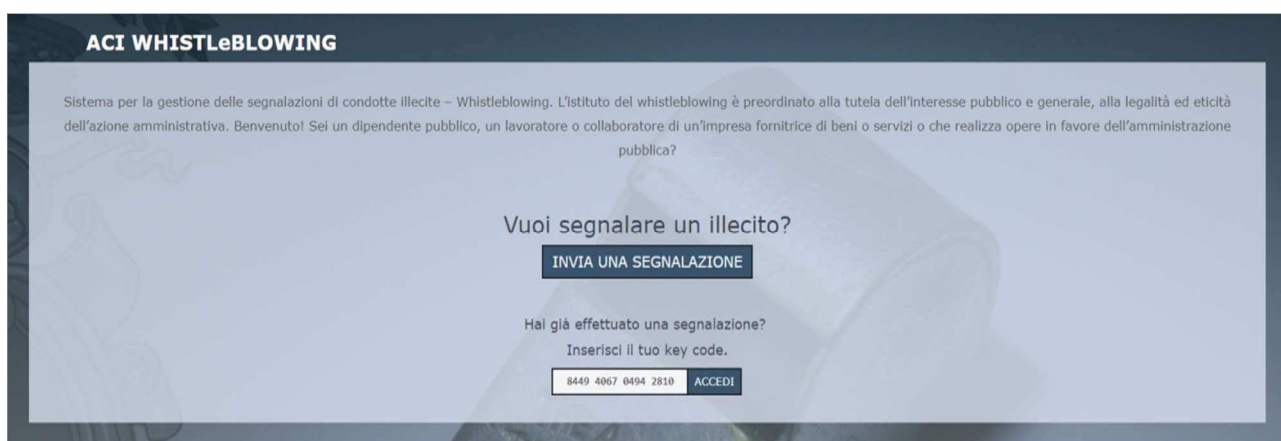 ACI WHISTLeBLOWING
Sistema per la gestione delle segnalazioni di condotte illecite – Whistleblowing. L'istituto del whistleblowing è preordinato alla tutela dell'interesse pubblico e generale, alla legalità ed eticità
dell'azione amministrativa. Benvenuto! Sei un dipendente pubblico, un lavoratore o collaboratore di un'impresa fornitrice di beni o servizi o che realizza opere in favore dell'amministrazione
pubblica?
Vuoi segnalare un illecito?
INVIA UNA SEGNALAZIONE
Hai già effettuato una segnalazione?
Inserisci il tuo key code.
8449 4067 0494 2810 ACCEDI